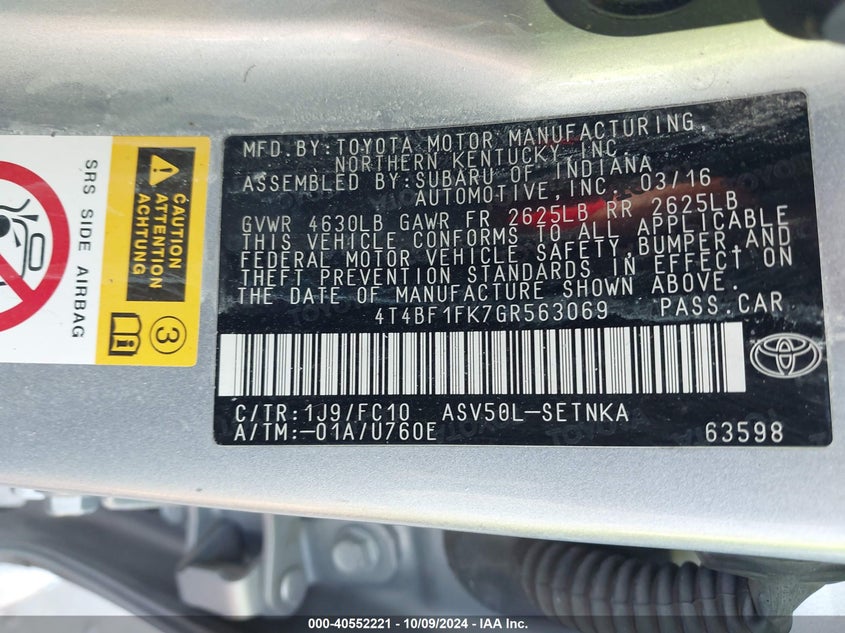 SRS SIDE AIRBAG
CAUTION
ATTENTION
ACHTUNG
3
MFD.BY:TOYOTA MOTOR MANUFACTURING,
NORTHERN KENTUCKY,INC.
ASSEMBLED BY:SUBARU OF INDIANA
AUTOMOTIVE,INC. 03/16
GVWR 4630LB GAWR FR 2625LB RR 2625LB
THIS VEHICLE CONFORMS TO ALL APPLICABLE
FEDERAL MOTOR VEHICLE SAFETY,BUMPER,AND
THEFT PREVENTION STANDARDS IN EFFECT ON
THE DATE OF MANUFACTURE SHOWN ABOVE.
4T4BF1FK7GR563069 PASS.CAR
C/TR:1J9/FC10 ASV50L-SETNKA
A/TM:-01A/U760E 63598
000-40552221 - 10/09/2024 - IAA, Inc.